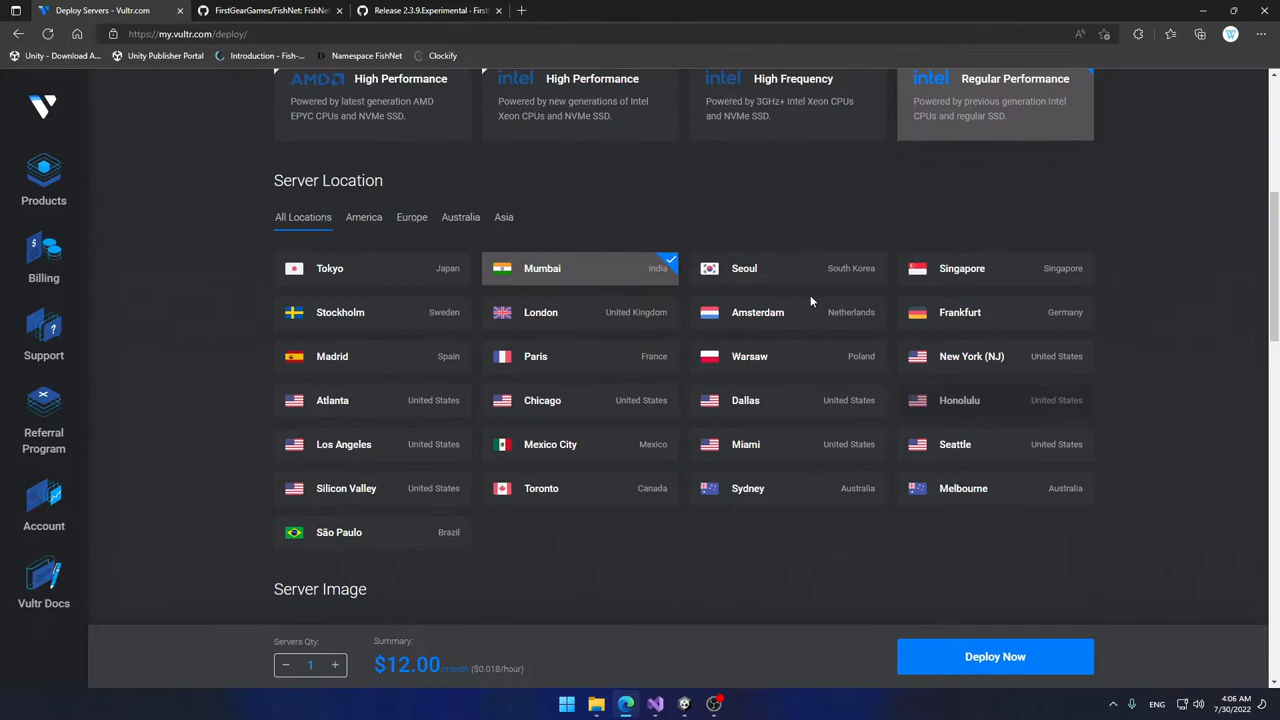 Deploy Servers - Vultr.com
FirstGearGames/FishNet: FishNet
Release 2.3.9.Experimental · First
https://my.vultr.com/deploy/
Unity - Download A...
Unity Publisher Portal
Introduction - Fish-...
Namespace FishNet
Clockify
AMD High Performance
Powered by latest generation AMD
EPYC CPUs and NVMe SSD.
intel High Performance
Powered by new generations of Intel
Xeon CPUs and NVMe SSD.
intel High Frequency
Powered by 3GHz+ Intel Xeon CPUs
and NVMe SSD.
intel Regular Performance
Powered by previous generation Intel
CPUs and regular SSD.
Products
Billing
Support
Referral
Program
Account
Vultr Docs
Server Location
All Locations America Europe Australia Asia
Tokyo Japan
Mumbai India
Seoul South Korea
Singapore Singapore
Stockholm Sweden
London United Kingdom
Amsterdam Netherlands
Frankfurt Germany
Madrid Spain
Paris France
Warsaw Poland
New York (NJ) United States
Atlanta United States
Chicago United States
Dallas United States
Honolulu United States
Los Angeles United States
Mexico City Mexico
Miami United States
Seattle United States
Silicon Valley United States
Toronto Canada
Sydney Australia
Melbourne Australia
São Paulo Brazil
Server Image
Servers Qty:
− 1 +
Summary:
$12.00/month ($0.018/hour)
Deploy Now
ENG
4:06 AM
7/30/2022